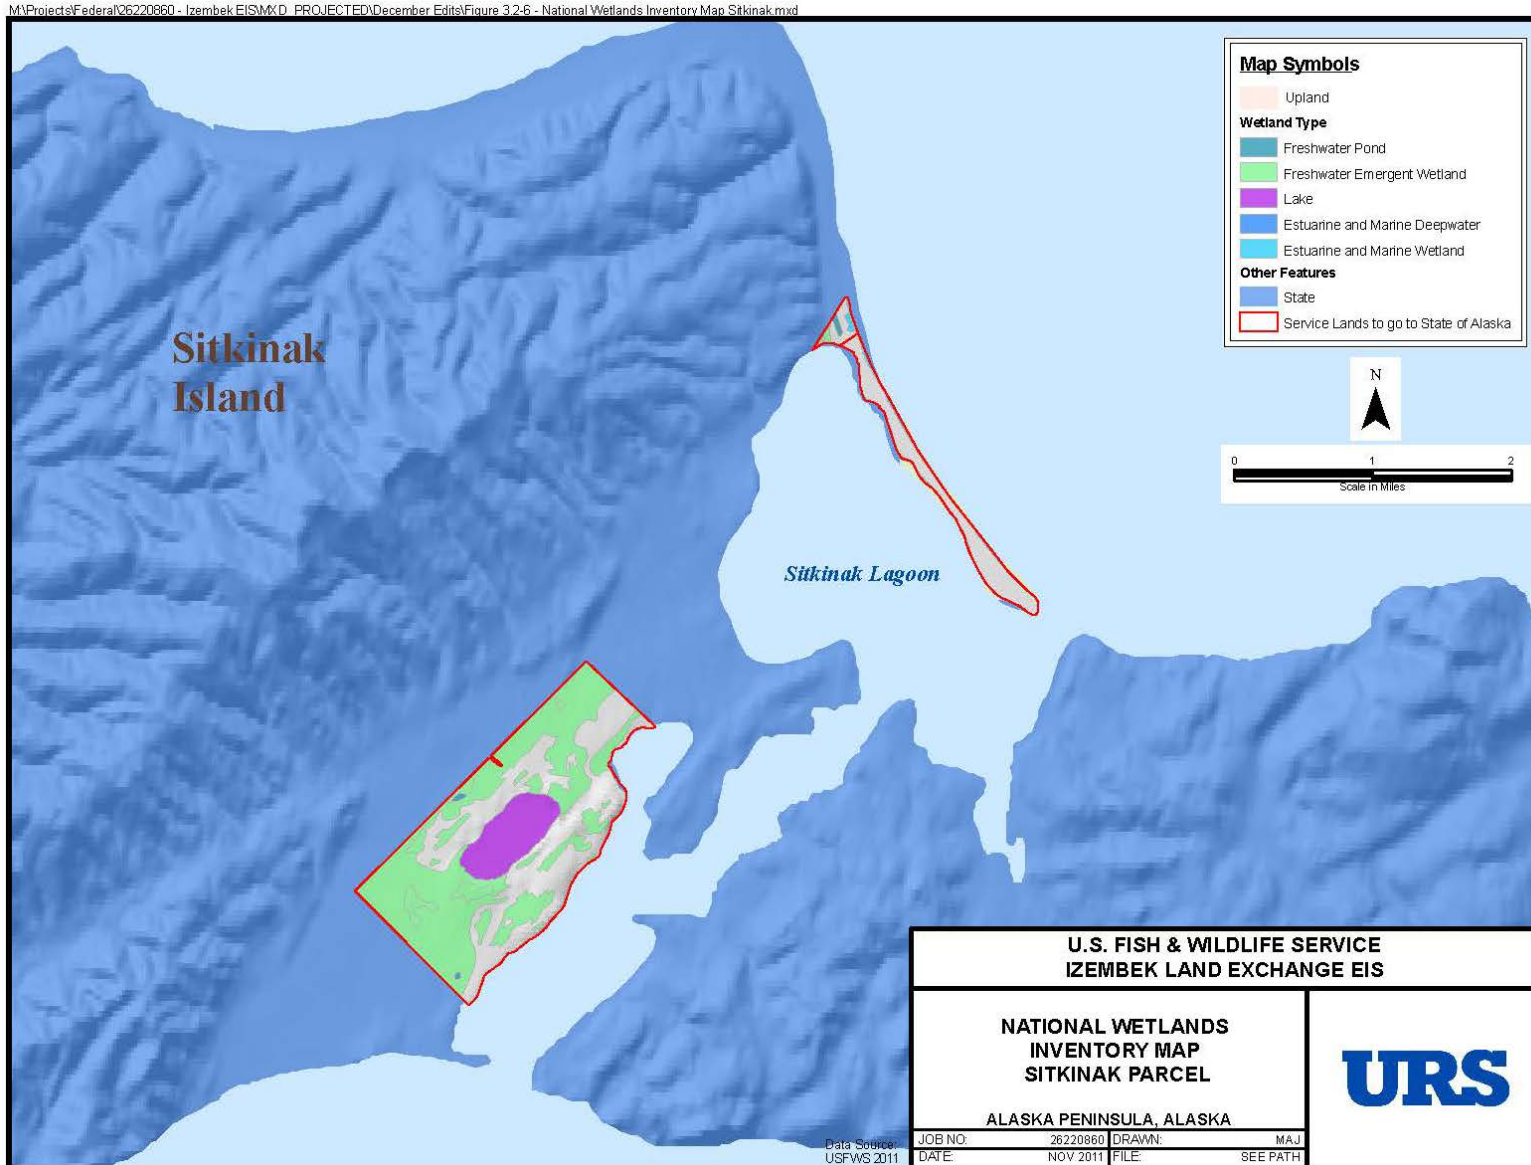 M:\Projects\Federal\26220860 - Izembek EIS\MXD_PROJECTED\December Edits\Figure 3.2-6 - National Wetlands Inventory Map Sitkinak.mxd
Map Symbols
Upland
Wetland Type
Freshwater Pond
Freshwater Emergent Wetland
Lake
Estuarine and Marine Deepwater
Estuarine and Marine Wetland
Other Features
State
Service Lands to go to State of Alaska
N
0 1 2
Scale in Miles
Sitkinak
Island
Sitkinak Lagoon
U.S. FISH & WILDLIFE SERVICE
IZEMBEK LAND EXCHANGE EIS
NATIONAL WETLANDS
INVENTORY MAP
SITKINAK PARCEL
ALASKA PENINSULA, ALASKA
JOB NO: 26220860 DRAWN: MAJ
DATE: NOV 2011 FILE: SEE PATH
URS
Data Source:
USFWS 2011